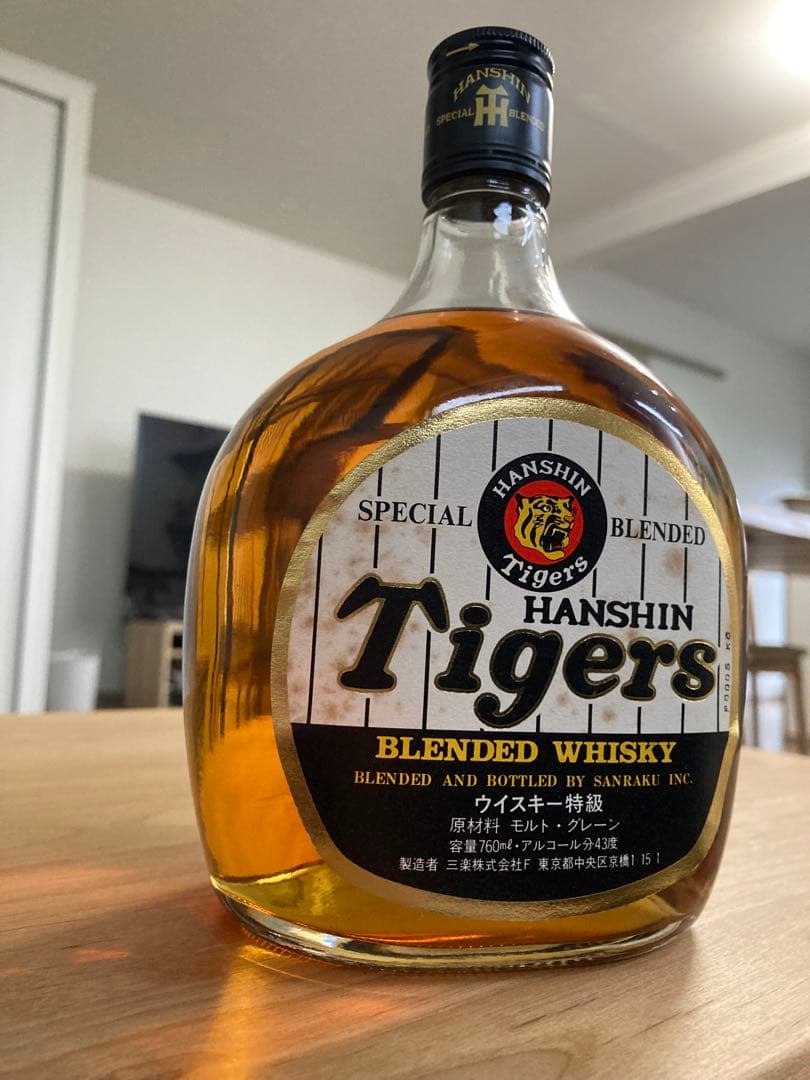 HANSHIN
SPECIAL BLENDED
HANSHIN
Tigers
SPECIAL BLENDED
HANSHIN
Tigers
BLENDED WHISKY
BLENDED AND BOTTLED BY SANRAKU INC.
ウイスキー特級
原材料 モルト・グレーン
容量760ml・アルコール分43度
製造者 三楽株式会社F 東京都中央区京橋1 15 1